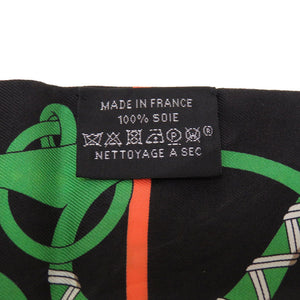 MADE IN FRANCE
100% SOIE
Ⓟ Ⓦ ®
NETTOYAGE A SEC